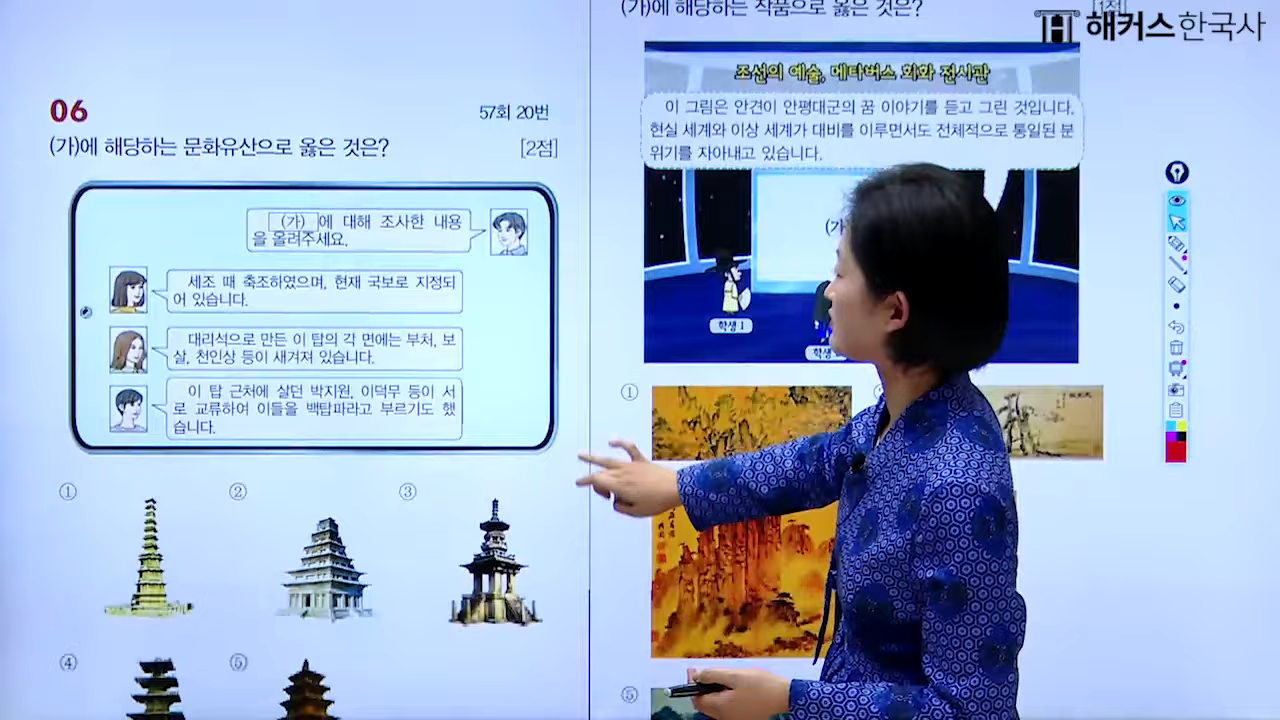 해커스한국사
06
57회 20번
(가)에 해당하는 문화유산으로 옳은 것은?
[2점]
(가) 에 대해 조사한 내용
을 올려주세요.
세조 때 축조하였으며, 현재 국보로 지정되
어 있습니다.
대리석으로 만든 이 탑의 각 면에는 부처, 보
살, 천인상 등이 새겨져 있습니다.
이 탑 근처에 살던 박지원, 이덕무 등이 서
로 교류하여 이들을 백탑파라고 부르기도 했
습니다.
①
②
③
④
⑤
(가)에 해당하는 작품으로 옳은 것은?
[1점]
조선의 예술, 메타버스 회화 전시관
이 그림은 안견이 안평대군의 꿈 이야기를 듣고 그린 것입니다.
현실 세계와 이상 세계가 대비를 이루면서도 전체적으로 통일된 분
위기를 자아내고 있습니다.
(가
학생 1
학생
①
⑤